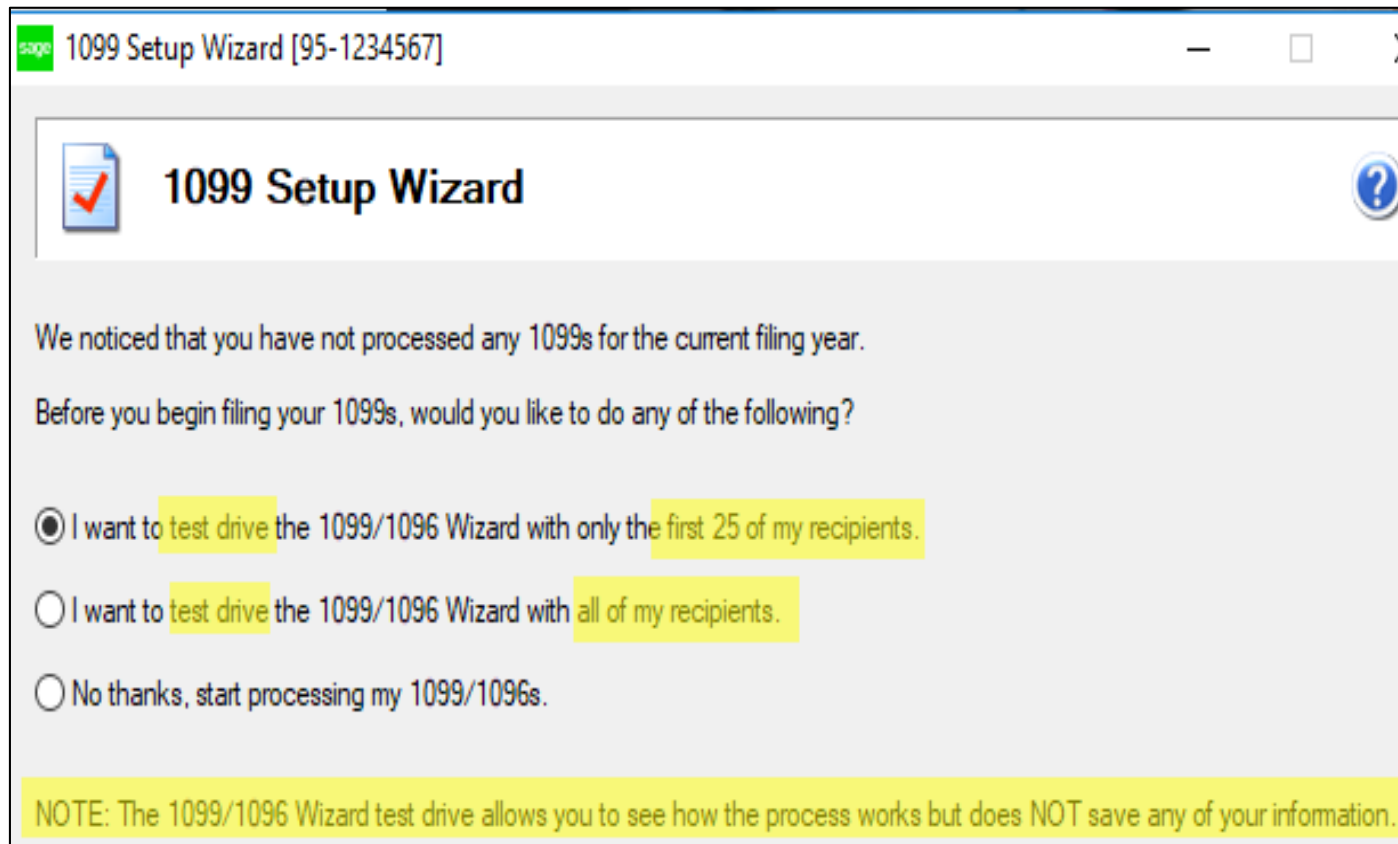 sage 1099 Setup Wizard [95-1234567]
1099 Setup Wizard
?
We noticed that you have not processed any 1099s for the current filing year.
Before you begin filing your 1099s, would you like to do any of the following?
I want to test drive the 1099/1096 Wizard with only the first 25 of my recipients.
I want to test drive the 1099/1096 Wizard with all of my recipients.
No thanks, start processing my 1099/1096s.
NOTE: The 1099/1096 Wizard test drive allows you to see how the process works but does NOT save any of your information.